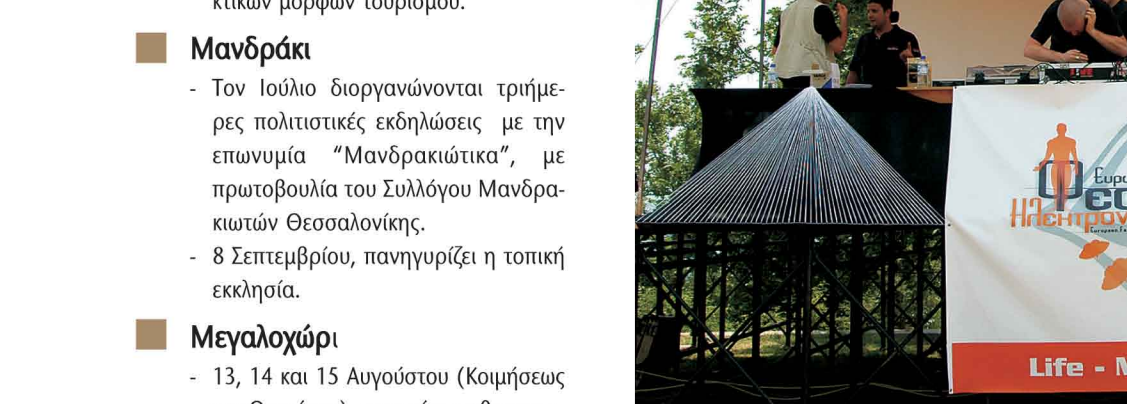 κτικών μορφών τουρισμού.
Μανδράκι
- Τον Ιούλιο διοργανώνονται τριήμε-
ρες πολιτιστικές εκδηλώσεις με την
επωνυμία “Μανδρακιώτικα”, με
πρωτοβουλία του Συλλόγου Μανδρα-
κιωτών Θεσσαλονίκης.
- 8 Σεπτεμβρίου, πανηγυρίζει η τοπική
εκκλησία.
Μεγαλοχώρι
- 13, 14 και 15 Αυγούστου (Κοιμήσεως
Life -